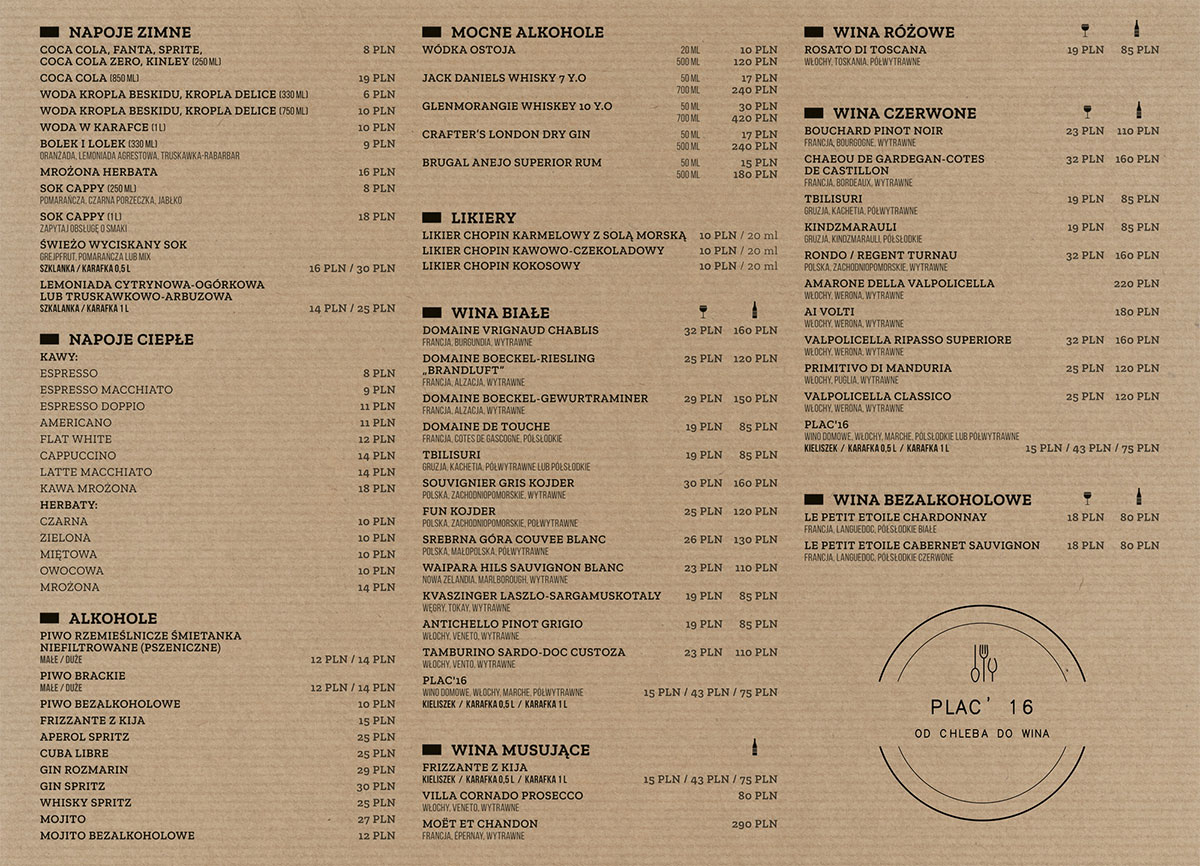 NAPOJE ZIMNE
COCA COLA, FANTA, SPRITE,
COCA COLA ZERO, KINLEY (250 ML) 8 PLN
COCA COLA (850 ML) 19 PLN
WODA KROPLA BESKIDU, KROPLA DELICE (330 ML) 6 PLN
WODA KROPLA BESKIDU, KROPLA DELICE (750 ML) 10 PLN
WODA W KARAFCE (1 L) 10 PLN
BOLEK I LOLEK (330 ML) 9 PLN
ORANŻADA, LEMONIADA AGRESTOWA, TRUSKAWKA-RABARBAR
MROŻONA HERBATA 16 PLN
SOK CAPPY (250 ML) 8 PLN
POMARAŃCZA, CZARNA PORZECZKA, JABŁKO
SOK CAPPY (1 L) 18 PLN
ZAPYTAJ OBSŁUGĘ O SMAKI
ŚWIEŻO WYCISKANY SOK
GREJPFRUT, POMARAŃCZA LUB MIX
SZKLANKA / KARAFKA 0,5 L 16 PLN / 30 PLN
LEMONIADA CYTRYNOWA-OGÓRKOWA
LUB TRUSKAWKOWO-ARBUZOWA
SZKALANKA / KARAFKA 1 L 14 PLN / 25 PLN
NAPOJE CIEPŁE
KAWY:
ESPRESSO 8 PLN
ESPRESSO MACCHIATO 9 PLN
ESPRESSO DOPPIO 11 PLN
AMERICANO 11 PLN
FLAT WHITE 12 PLN
CAPPUCCINO 14 PLN
LATTE MACCHIATO 14 PLN
KAWA MROŻONA 18 PLN
HERBATY:
CZARNA 10 PLN
ZIELONA 10 PLN
MIĘTOWA 10 PLN
OWOCOWA 10 PLN
MROŻONA 14 PLN
ALKOHOLE
PIWO RZEMIEŚLNICZE ŚMIETANKA
NIEFILTROWANE (PSZENICZNE)
MAŁE / DUŻE 12 PLN / 14 PLN
PIWO BRACKIE
MAŁE / DUŻE 12 PLN / 14 PLN
PIWO BEZALKOHOLOWE 10 PLN
FRIZZANTE Z KIJA 15 PLN
APEROL SPRITZ 25 PLN
CUBA LIBRE 25 PLN
GIN ROZMARIN 29 PLN
GIN SPRITZ 30 PLN
WHISKY SPRITZ 25 PLN
MOJITO 27 PLN
MOJITO BEZALKOHOLOWE 12 PLN
MOCNE ALKOHOLE
WÓDKA OSTOJA 20 ML 10 PLN
500 ML 120 PLN
JACK DANIELS WHISKY 7 Y.O 50 ML 17 PLN
700 ML 240 PLN
GLENMORANGIE WHISKEY 10 Y.O 50 ML 30 PLN
700 ML 420 PLN
CRAFTER'S LONDON DRY GIN 50 ML 17 PLN
500 ML 240 PLN
BRUGAL ANEJO SUPERIOR RUM 50 ML 15 PLN
500 ML 180 PLN
LIKIERY
LIKIER CHOPIN KARMELOWY Z SOLĄ MORSKĄ 10 PLN / 20 ml
LIKIER CHOPIN KAWOWO-CZEKOLADOWY 10 PLN / 20 ml
LIKIER CHOPIN KOKOSOWY 10 PLN / 20 ml
WINA BIAŁE
DOMAINE VRIGNAUD CHABLIS 32 PLN 160 PLN
FRANCJA, BURGUNDIA, WYTRAWNE
DOMAINE BOECKEL-RIESLING 25 PLN 120 PLN
„BRANDLUFT"
FRANCJA, ALZACJA, WYTRAWNE
DOMAINE BOECKEL-GEWURTRAMINER 29 PLN 150 PLN
FRANCJA, ALZACJA, WYTRAWNE
DOMAINE DE TOUCHE 19 PLN 85 PLN
FRANCJA, COTES DE GASCOGNE, PÓŁSŁODKIE
TBILISURI 19 PLN 85 PLN
GRUZJA, KACHETIA, PÓŁWYTRAWNE LUB PÓŁSŁODKIE
SOUVIGNIER GRIS KOJDER 30 PLN 160 PLN
POLSKA, ZACHODNIOPOMORSKIE, WYTRAWNE
FUN KOJDER 25 PLN 120 PLN
POLSKA, ZACHODNIOPOMORSKIE, PÓŁWYTRAWNE
SREBRNA GÓRA COUVEE BLANC 26 PLN 130 PLN
POLSKA, MAŁOPOLSKA, PÓŁWYTRAWNE
WAIPARA HILS SAUVIGNON BLANC 23 PLN 110 PLN
NOWA ZELANDIA, MARLBOROUGH, WYTRAWNE
KVASZINGER LASZLO-SARGAMUSKOTALY 19 PLN 85 PLN
WĘGRY, TOKAY, WYTRAWNE
ANTICHELLO PINOT GRIGIO 19 PLN 85 PLN
WŁOCHY, VENETO, WYTRAWNE
TAMBURINO SARDO-DOC CUSTOZA 23 PLN 110 PLN
WŁOCHY, VENTO, WYTRAWNE
PLAC'16
WINO DOMOWE, WŁOCHY, MARCHE, PÓŁWYTRAWNE 15 PLN / 43 PLN / 75 PLN
KIELISZEK / KARAFKA 0,5 L / KARAFKA 1 L
WINA MUSUJĄCE
FRIZZANTE Z KIJA
KIELISZEK / KARAFKA 0,5 L / KARAFKA 1 L 15 PLN / 43 PLN / 75 PLN
VILLA CORNADO PROSECCO 80 PLN
WŁOCHY, VENETO, WYTRAWNE
MOËT ET CHANDON 290 PLN
FRANCJA, ÉPERNAY, WYTRAWNE
WINA RÓŻOWE
ROSATO DI TOSCANA 19 PLN 85 PLN
WŁOCHY, TOSKANIA, PÓŁWYTRAWNE
WINA CZERWONE
BOUCHARD PINOT NOIR 23 PLN 110 PLN
FRANCJA, BOURGOGNE, WYTRAWNE
CHAEOU DE GARDEGAN-COTES 32 PLN 160 PLN
DE CASTILLON
FRANCJA, BORDEAUX, WYTRAWNE
TBILISURI 19 PLN 85 PLN
GRUZJA, KACHETIA, PÓŁWYTRAWNE
KINDZMARAULI 19 PLN 85 PLN
GRUZJA, KINDZMARAULI, PÓŁSŁODKIE
RONDO / REGENT TURNAU 32 PLN 160 PLN
POLSKA, ZACHODNIOPOMORSKIE, WYTRAWNE
AMARONE DELLA VALPOLICELLA 220 PLN
WŁOCHY, WERONA, WYTRAWNE
AI VOLTI 180 PLN
WŁOCHY, WERONA, WYTRAWNE
VALPOLICELLA RIPASSO SUPERIORE 32 PLN 160 PLN
WŁOCHY, WERONA, WYTRAWNE
PRIMITIVO DI MANDURIA 25 PLN 120 PLN
WŁOCHY, PUGLIA, WYTRAWNE
VALPOLICELLA CLASSICO 25 PLN 120 PLN
WŁOCHY, WERONA, WYTRAWNE
PLAC'16
WINO DOMOWE, WŁOCHY, MARCHE, PÓLSŁODKIE LUB PÓŁWYTRAWNE
KIELISZEK / KARAFKA 0,5 L / KARAFKA 1 L 15 PLN / 43 PLN / 75 PLN
WINA BEZALKOHOLOWE
LE PETIT ETOILE CHARDONNAY 18 PLN 80 PLN
FRANCJA, LANGUEDOC, PÓŁSŁODKIE BIAŁE
LE PETIT ETOILE CABERNET SAUVIGNON 18 PLN 80 PLN
FRANCJA, LANGUEDOC, PÓŁSŁODKIE CZERWONE
PLAC' 16
OD CHLEBA DO WINA